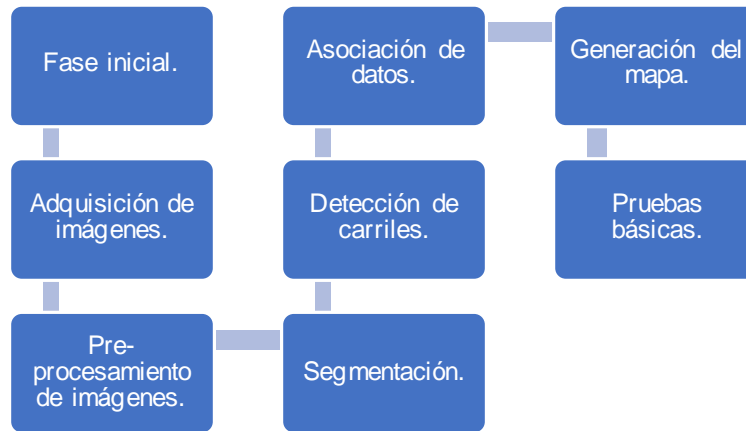 Fase inicial.
Adquisición de
imágenes.
Pre-
procesamiento
de imágenes.
Segmentación.
Detección de
carriles.
Asociación de
datos.
Generación del
mapa.
Pruebas
básicas.